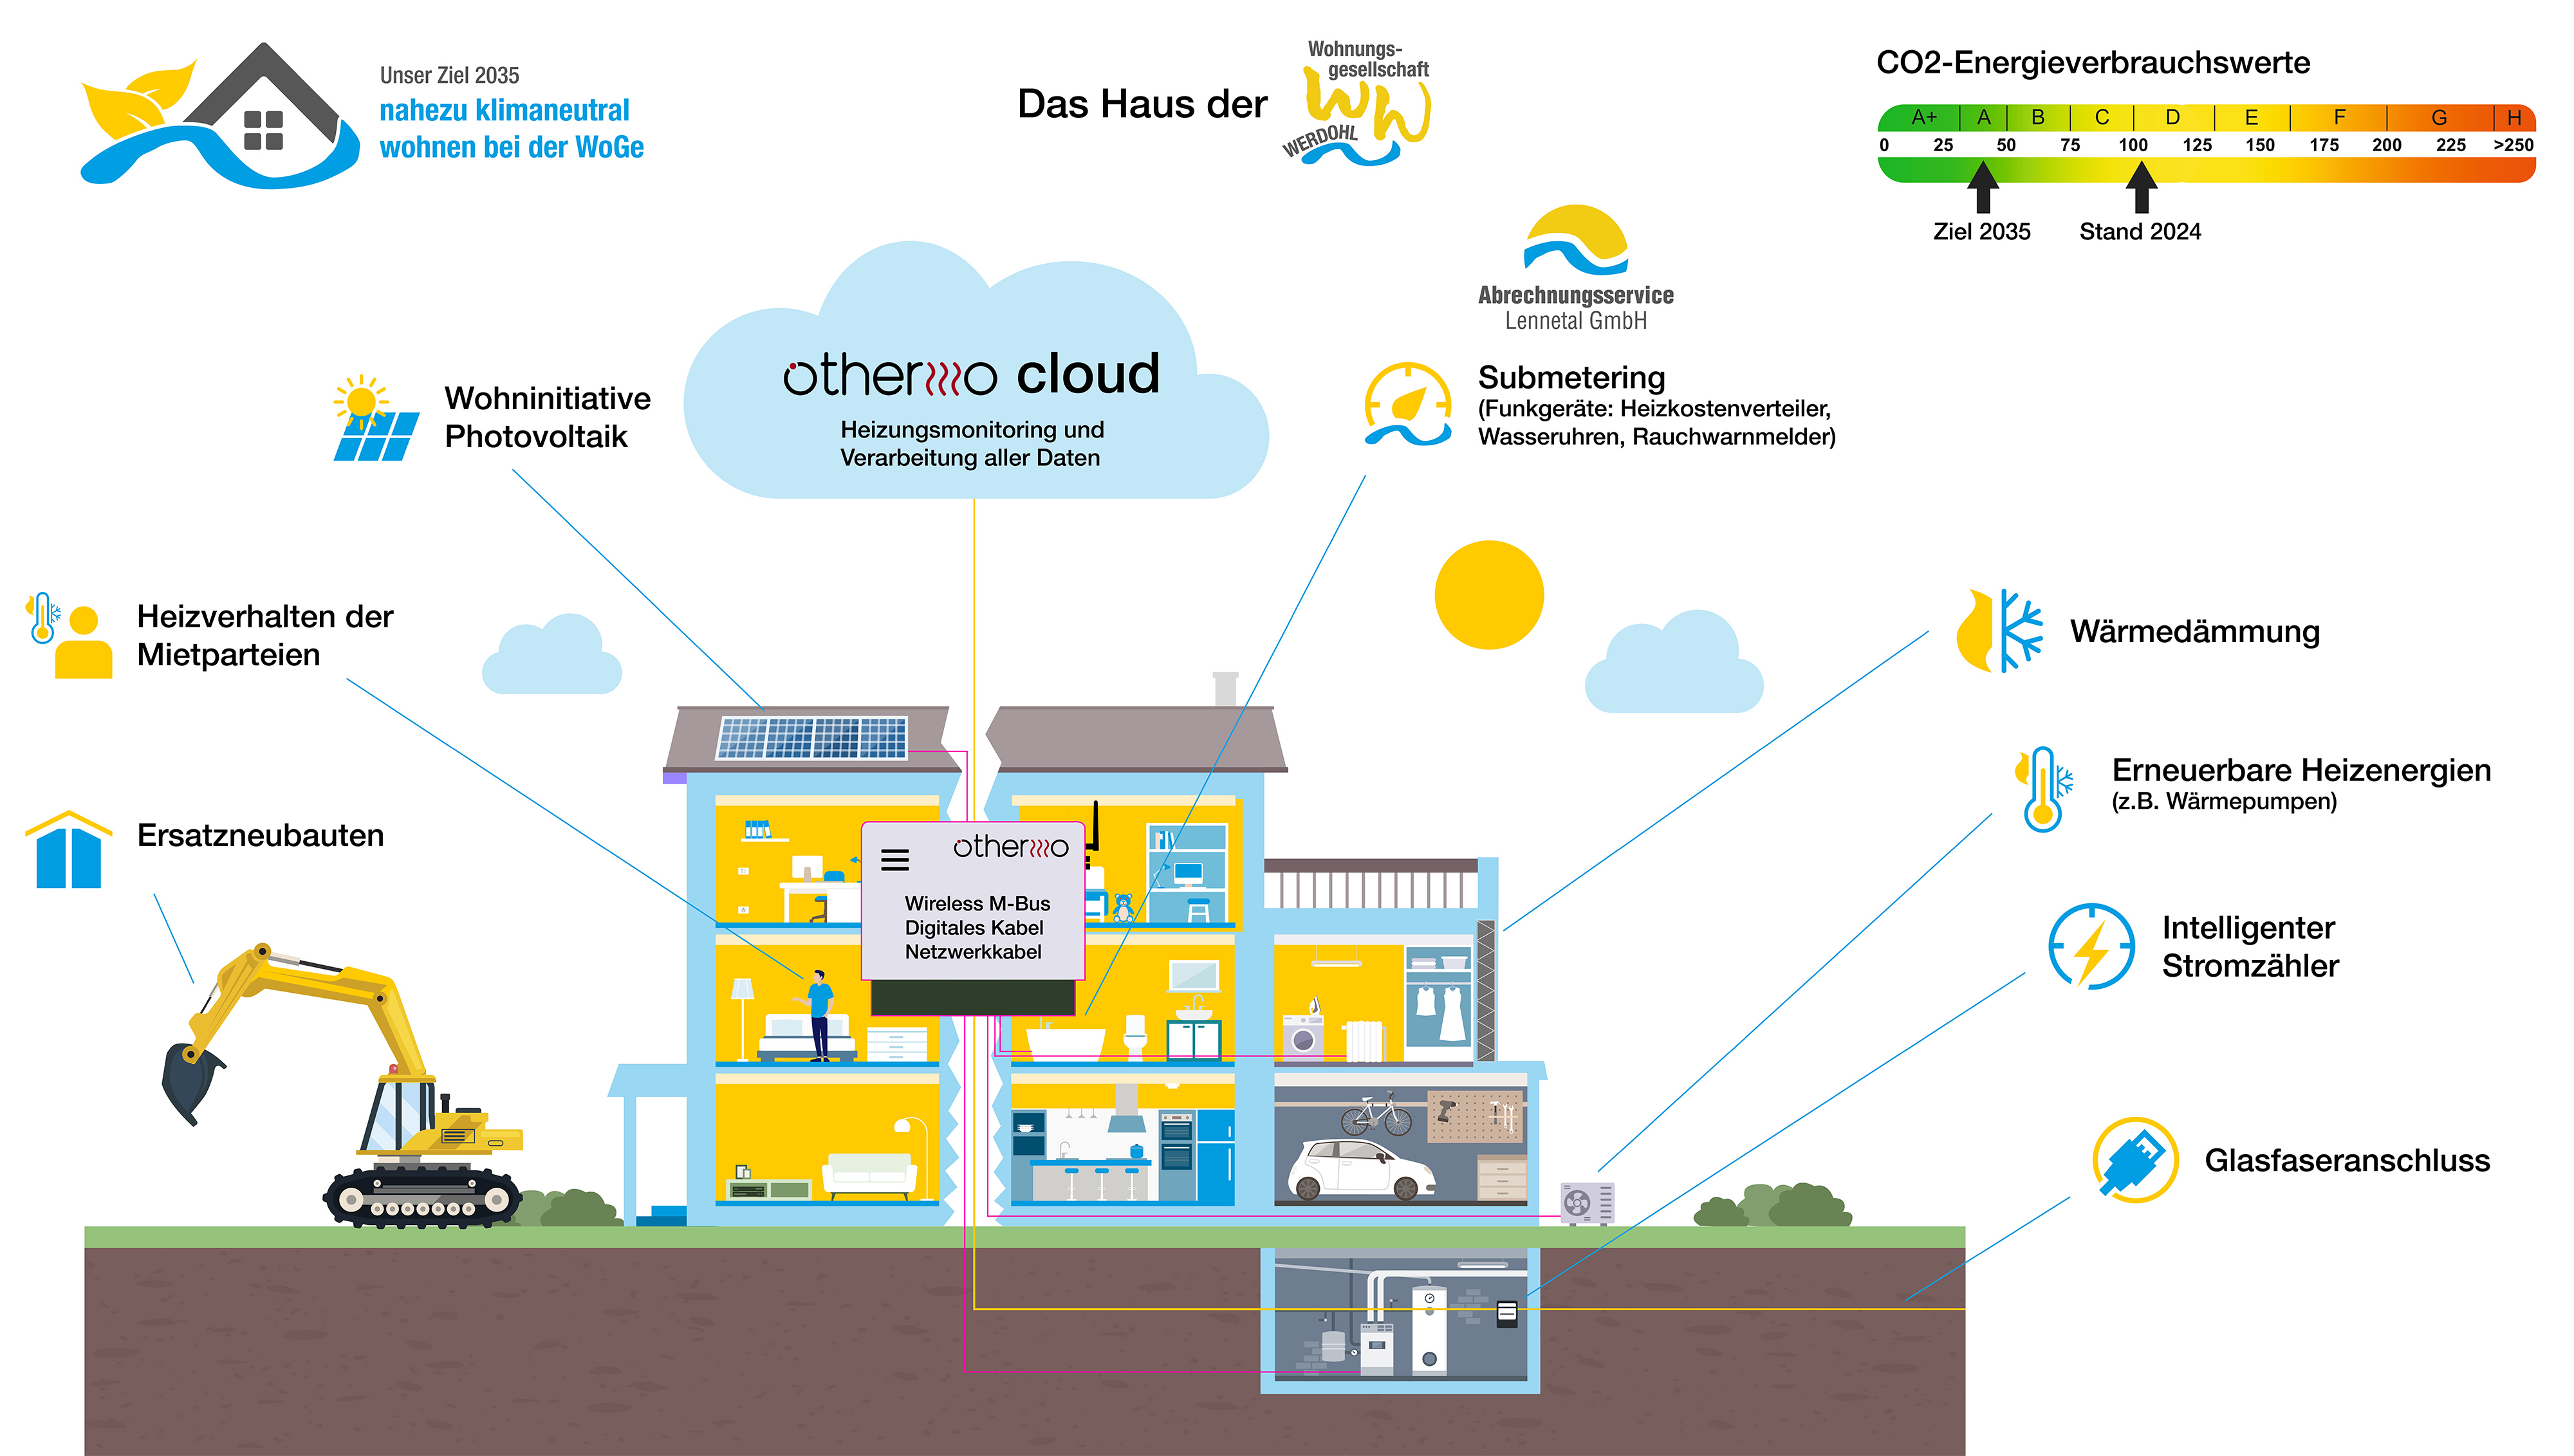 Unser Ziel 2035
nahezu klimaneutral
wohnen bei der WoGe
Das Haus der
Wohnungs-
gesellschaft
WW
WERDOHL
CO2-Energieverbrauchswerte
A+ A B C D E F G H
0 25 50 75 100 125 150 175 200 225 >250
Ziel 2035 Stand 2024
Abrechnungsservice
Lennetal GmbH
othermo cloud
Heizungsmonitoring und
Verarbeitung aller Daten
Wohninitiative
Photovoltaik
Submetering
(Funkgeräte: Heizkostenverteiler,
Wasseruhren, Rauchwarnmelder)
Heizverhalten der
Mietparteien
Wärmedämmung
Erneuerbare Heizenergien
(z.B. Wärmepumpen)
Ersatzneubauten
othermo
Wireless M-Bus
Digitales Kabel
Netzwerkkabel
Intelligenter
Stromzähler
Glasfaseranschluss